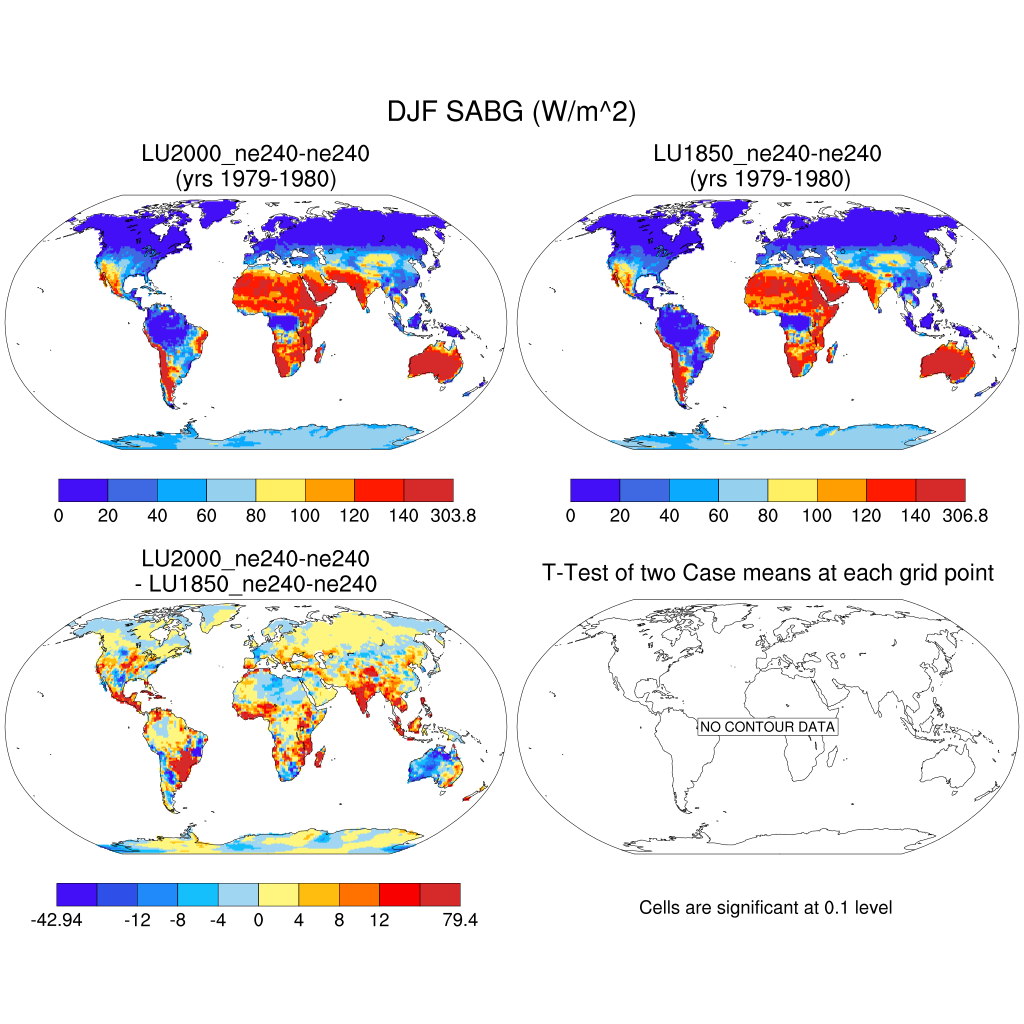 DJF SABG (W/m^2)
LU2000_ne240-ne240
(yrs 1979-1980)
LU1850_ne240-ne240
(yrs 1979-1980)
0 20 40 60 80 100 120 140 303.8
0 20 40 60 80 100 120 140 306.8
LU2000_ne240-ne240
- LU1850_ne240-ne240
T-Test of two Case means at each grid point
NO CONTOUR DATA
-42.94 -12 -8 -4 0 4 8 12 79.4
Cells are significant at 0.1 level